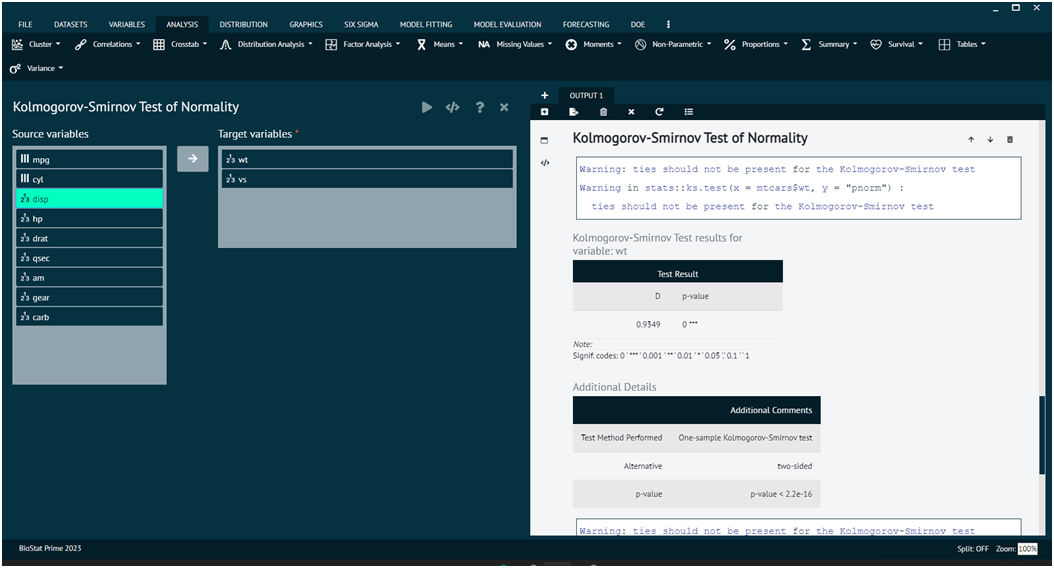 FILE DATASETS VARIABLES ANALYSIS DISTRIBUTION GRAPHICS SIX SIGMA MODEL FITTING MODEL EVALUATION FORECASTING DOE
Cluster Correlations Crosstab Distribution Analysis Factor Analysis Means NA Missing Values Moments Non-Parametric Proportions Summary Survival Tables
σ² Variance
Kolmogorov-Smirnov Test of Normality
Source variables
mpg
cyl
disp
hp
drat
qsec
am
gear
carb
Target variables *
wt
vs
OUTPUT 1
Kolmogorov-Smirnov Test of Normality
Warning: ties should not be present for the Kolmogorov-Smirnov test
Warning in stats::ks.test(x = mtcars$wt, y = "pnorm") :
ties should not be present for the Kolmogorov-Smirnov test
Kolmogorov-Smirnov Test results for
variable: wt
Test Result
D p-value
0.9349 0 ***
Note:
Signif. codes: 0 '***' 0.001 '**' 0.01 '*' 0.05 '.' 0.1 ' ' 1
Additional Details
Additional Comments
Test Method Performed One-sample Kolmogorov-Smirnov test
Alternative two-sided
p-value p-value < 2.2e-16
Warning: ties should not be present for the Kolmogorov-Smirnov test
BioStat Prime 2023
Split: OFF Zoom: 100%